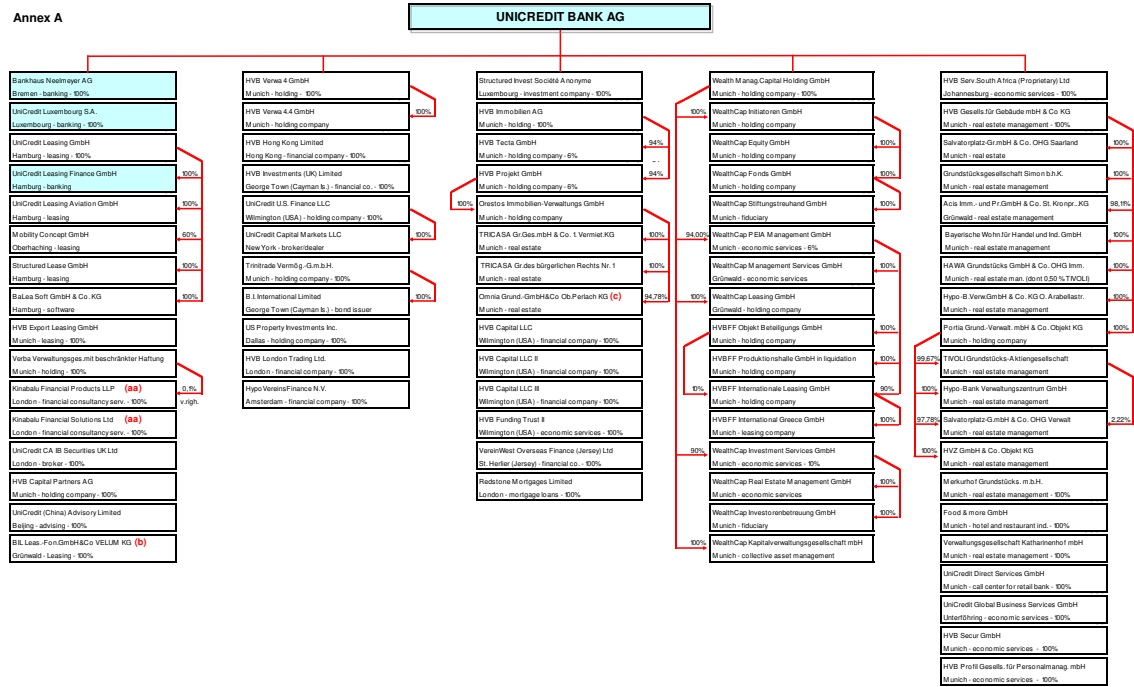 Annex A
UNICREDIT BANK AG
Bankhaus Neelmeyer AG
Bremen - banking - 100%
UniCredit Luxembourg S.A.
Luxembourg - banking - 100%
UniCredit Leasing GmbH
Hamburg - leasing - 100%
UniCredit Leasing Finance GmbH
Hamburg - banking
100%
UniCredit Leasing Aviation GmbH
Hamburg - leasing
100%
Mobility Concept GmbH
Oberhaching - leasing
60%
Structured Lease GmbH
Hamburg - leasing
100%
BaLea Soft GmbH & Co. KG
Hamburg - software
100%
HVB Export Leasing GmbH
Munich - leasing - 100%
Verba Verwaltungsges.mit beschränkter Haftung
Munich - holding - 100%
Kinabalu Financial Products LLP (aa)
London - financial consultancy serv. - 100%
0,1%
v.righ.
Kinabalu Financial Solutions Ltd (aa)
London - financial consultancy serv. - 100%
UniCredit CA IB Securities UK Ltd
London - broker - 100%
HVB Capital Partners AG
Munich - holding company - 100%
UniCredit (China) Advisory Limited
Beijing - advising - 100%
BIL Leas.-Fon.GmbH&Co VELUM KG (b)
Grünwald - Leasing - 100%
HVB Verwa 4 GmbH
Munich - holding - 100%
HVB Verwa 4.4 GmbH
Munich - holding company
100%
HVB Hong Kong Limited
Hong Kong - financial company - 100%
HVB Investments (UK) Limited
George Town (Cayman Is.) - financial co. - 100%
UniCredit U.S. Finance LLC
Wilmington (USA) - holding company - 100%
UniCredit Capital Markets LLC
New York - broker/dealer
100%
Trinitrade Vermög.-G.m.b.H.
Munich - holding company - 100%
B.I. International Limited
George Town (Cayman Is.) - bond issuer
100%
US Property Investments Inc.
Dallas - holding company - 100%
HVB London Trading Ltd.
London - financial company - 100%
HypoVereinsFinance N.V.
Amsterdam - financial company - 100%
Structured Invest Société Anonyme
Luxembourg - investment company - 100%
HVB Immobilien AG
Munich - holding - 100%
HVB Tecta GmbH
Munich - holding company - 6%
94%
HVB Projekt GmbH
Munich - holding company - 6%
94%
Orestos Immobilien-Verwaltungs GmbH
Munich - holding company
100%
TRICASA Gr.Ges.mbH & Co. 1. Vermiet.KG
Munich - real estate
100%
TRICASA Gr.des bürgerlichen Rechts Nr. 1
Munich - real estate
100%
Omnia Grund.-GmbH&Co Ob.Perlach KG (c)
Munich - real estate
94,78%
HVB Capital LLC
Wilmington (USA) - financial company - 100%
HVB Capital LLC II
Wilmington (USA) - financial company - 100%
HVB Capital LLC III
Wilmington (USA) - financial company - 100%
HVB Funding Trust II
Wilmington (USA) - economic services - 100%
VereinWest Overseas Finance (Jersey) Ltd
St. Herlier (Jersey) - financial co. - 100%
Redstone Mortgages Limited
London - mortgage loans - 100%
Wealth Manag.Capital Holding GmbH
Munich - holding company - 100%
WealthCap Initiatoren GmbH
Munich - holding company
100%
WealthCap Equity GmbH
Munich - holding company
100%
WealthCap Fonds GmbH
Munich - holding company
100%
WealthCap Stiftungstreuhand GmbH
Munich - fiduciary
100%
WealthCap PEIA Management GmbH
Munich - economic services - 6%
94,00%
WealthCap Management Services GmbH
Grünwald - economic services
100%
WealthCap Leasing GmbH
Grünwald - holding company
100%
100%
HVBFF Objekt Beteiligungs GmbH
Munich - holding company
100%
HVBFF Produktionshalle GmbH in liquidation
Munich - holding company
100%
HVBFF Internationale Leasing GmbH
Munich - holding company
10%
90%
HVBFF International Greece GmbH
Munich - leasing company
100%
WealthCap Investment Services GmbH
Munich - economic services - 10%
90%
WealthCap Real Estate Management GmbH
Munich - economic services
100%
WealthCap Investorenbetreuung GmbH
Munich - fiduciary
100%
WealthCap Kapitalverwaltungsgesellschaft mbH
Munich - collective asset management
100%
HVB Serv.South Africa (Proprietary) Ltd
Johannesburg - economic services - 100%
HVB Gesells.für Gebäude mbH & Co KG
Munich - real estate management - 100%
Salvatorplatz-Gr.mbH & Co. OHG Saarland
Munich - real estate
100%
Grundstücksgesellschaft Simon b.h.K.
Munich - real estate management
100%
Acis Imm.- und Pr.GmbH & Co. St. Kronpr..KG
Grünwald - real estate management
98,11%
Bayerische Wohn.für Handel und Ind. GmbH
Munich - real estate management
100%
HAWA Grundstücks GmbH & Co. OHG Imm.
Munich - real estate man. (dont 0,50 % TIVOLI)
100%
Hypo-B.Verw.GmbH & Co. KG O. Arabellastr.
Munich - real estate management
100%
Portia Grund.-Verwalt. mbH & Co. Objekt KG
Munich - holding company
100%
TIVOLI Grundstücks-Aktiengesellschaft
Munich - real estate management
99,67%
Hypo-Bank Verwaltungszentrum GmbH
Munich - real estate management
100%
Salvatorplatz-G.mbH & Co. OHG Verwalt
Munich - real estate management
97,78%
2,22%
HVZ GmbH & Co. Objekt KG
Munich - real estate management
100%
Merkurhof Grundstücks. m.b.H.
Munich - real estate management - 100%
Food & more GmbH
Munich - hotel and restaurant ind. - 100%
Verwaltungsgesellschaft Katharinenhof mbH
Munich - real estate management - 100%
UniCredit Direct Services GmbH
Munich - call center for retail bank - 100%
UniCredit Global Business Services GmbH
Unterföhring - economic services - 100%
HVB Secur GmbH
Munich - economic services - 100%
HVB Profil Gesells. für Personalmanag. mbH
Munich - economic services - 100%